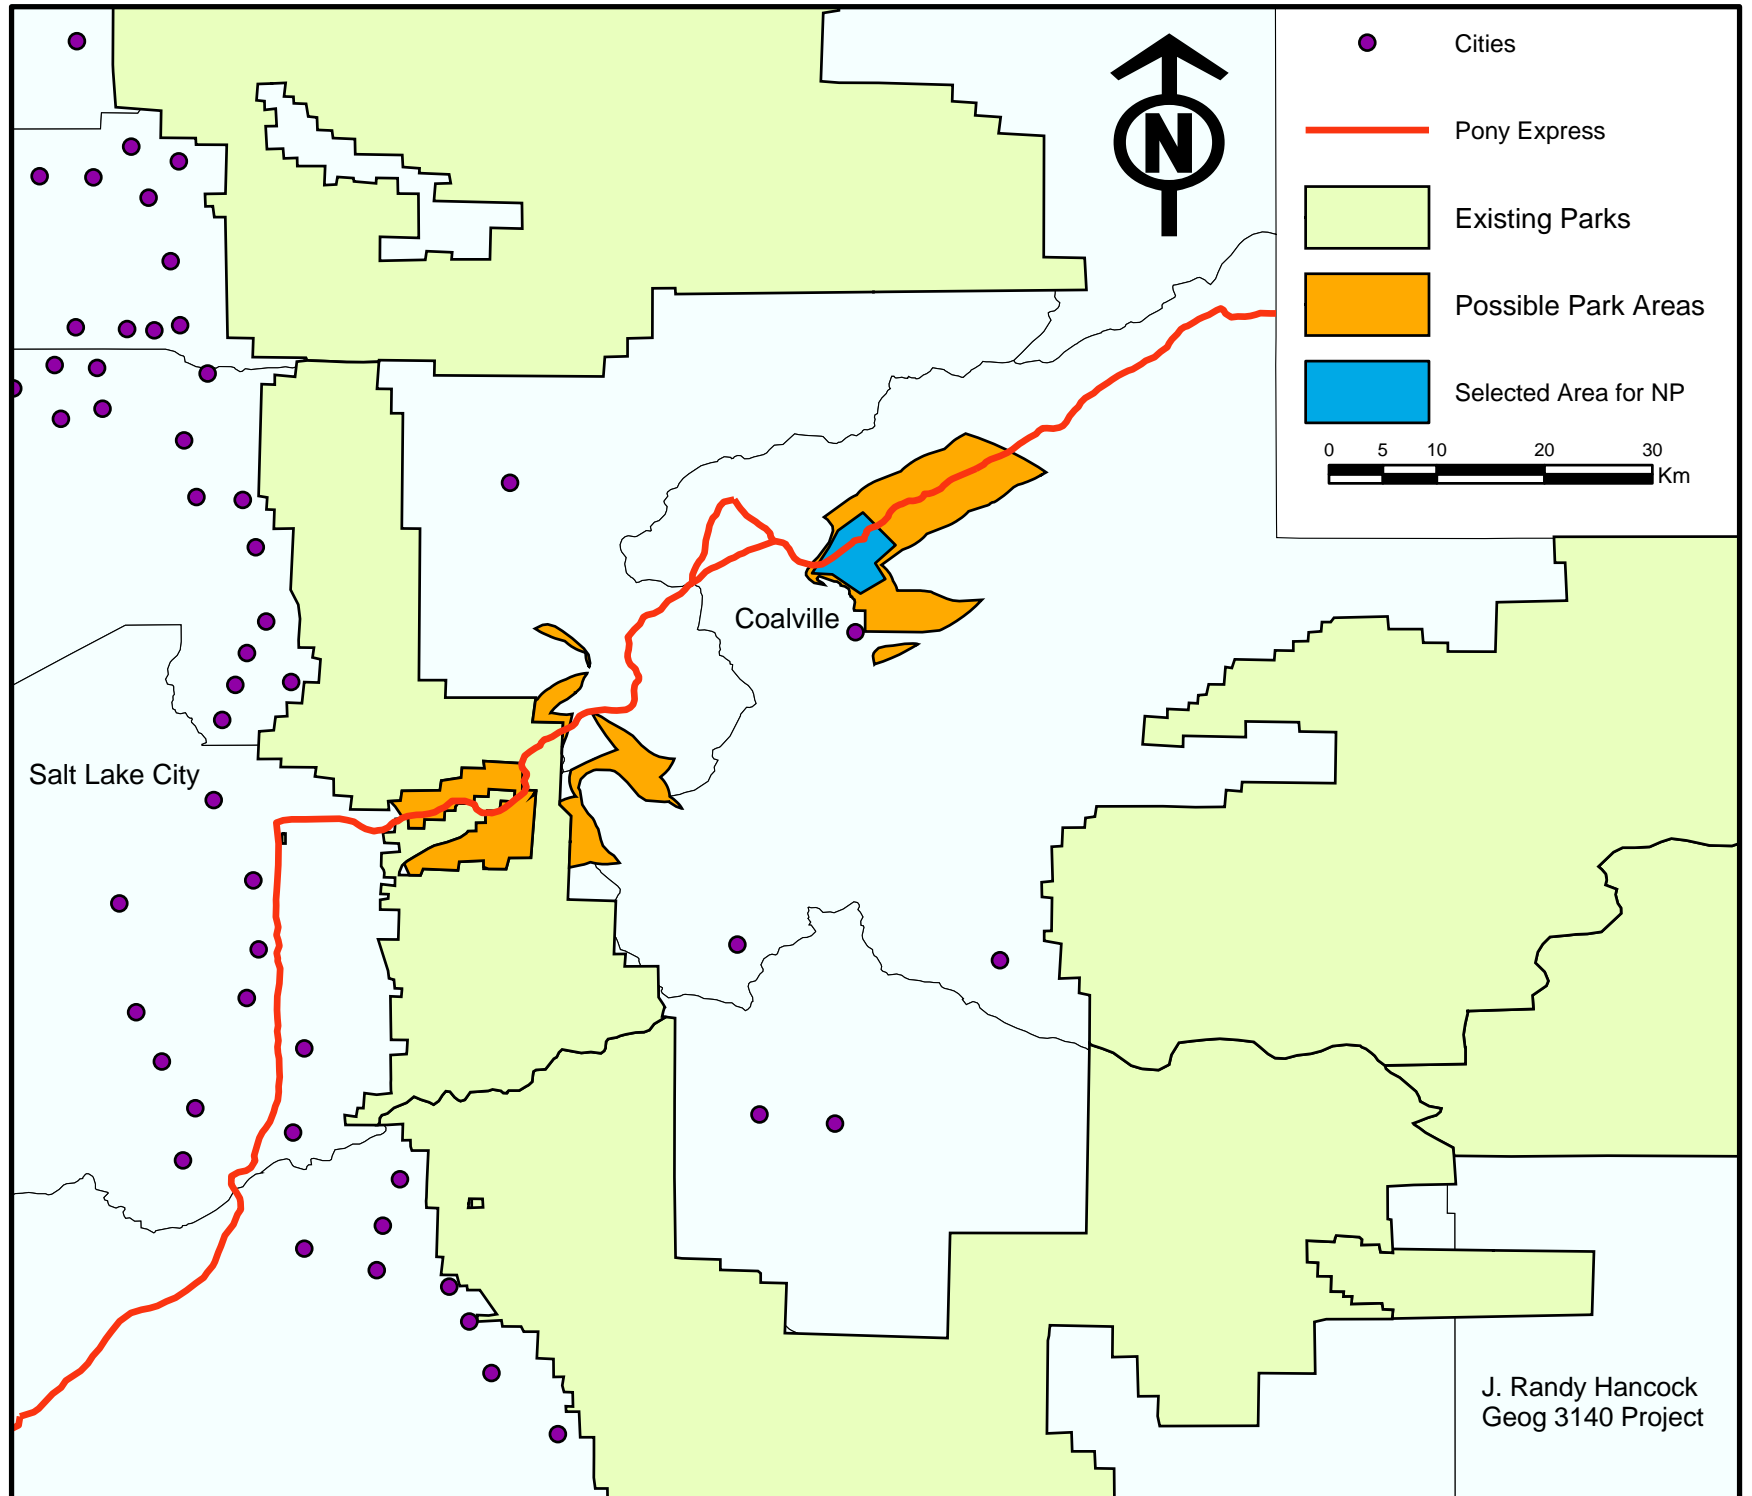 Cities
N
Pony Express
Existing Parks
Possible Park Areas
Selected Area for NP
0 5 10 20 30
Km
Coalville
Salt Lake City
J. Randy Hancock
Geog 3140 Project